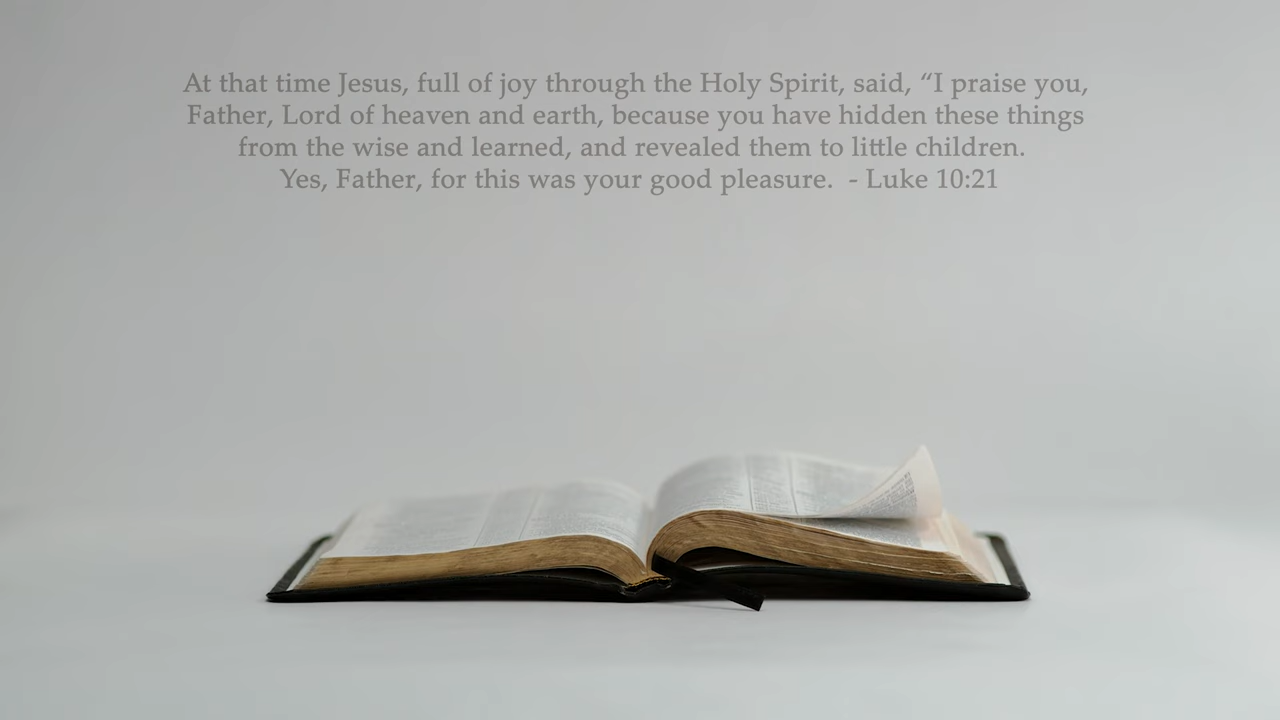 At that time Jesus, full of joy through the Holy Spirit, said, “I praise you,
Father, Lord of heaven and earth, because you have hidden these things
from the wise and learned, and revealed them to little children.
Yes, Father, for this was your good pleasure.  - Luke 10:21